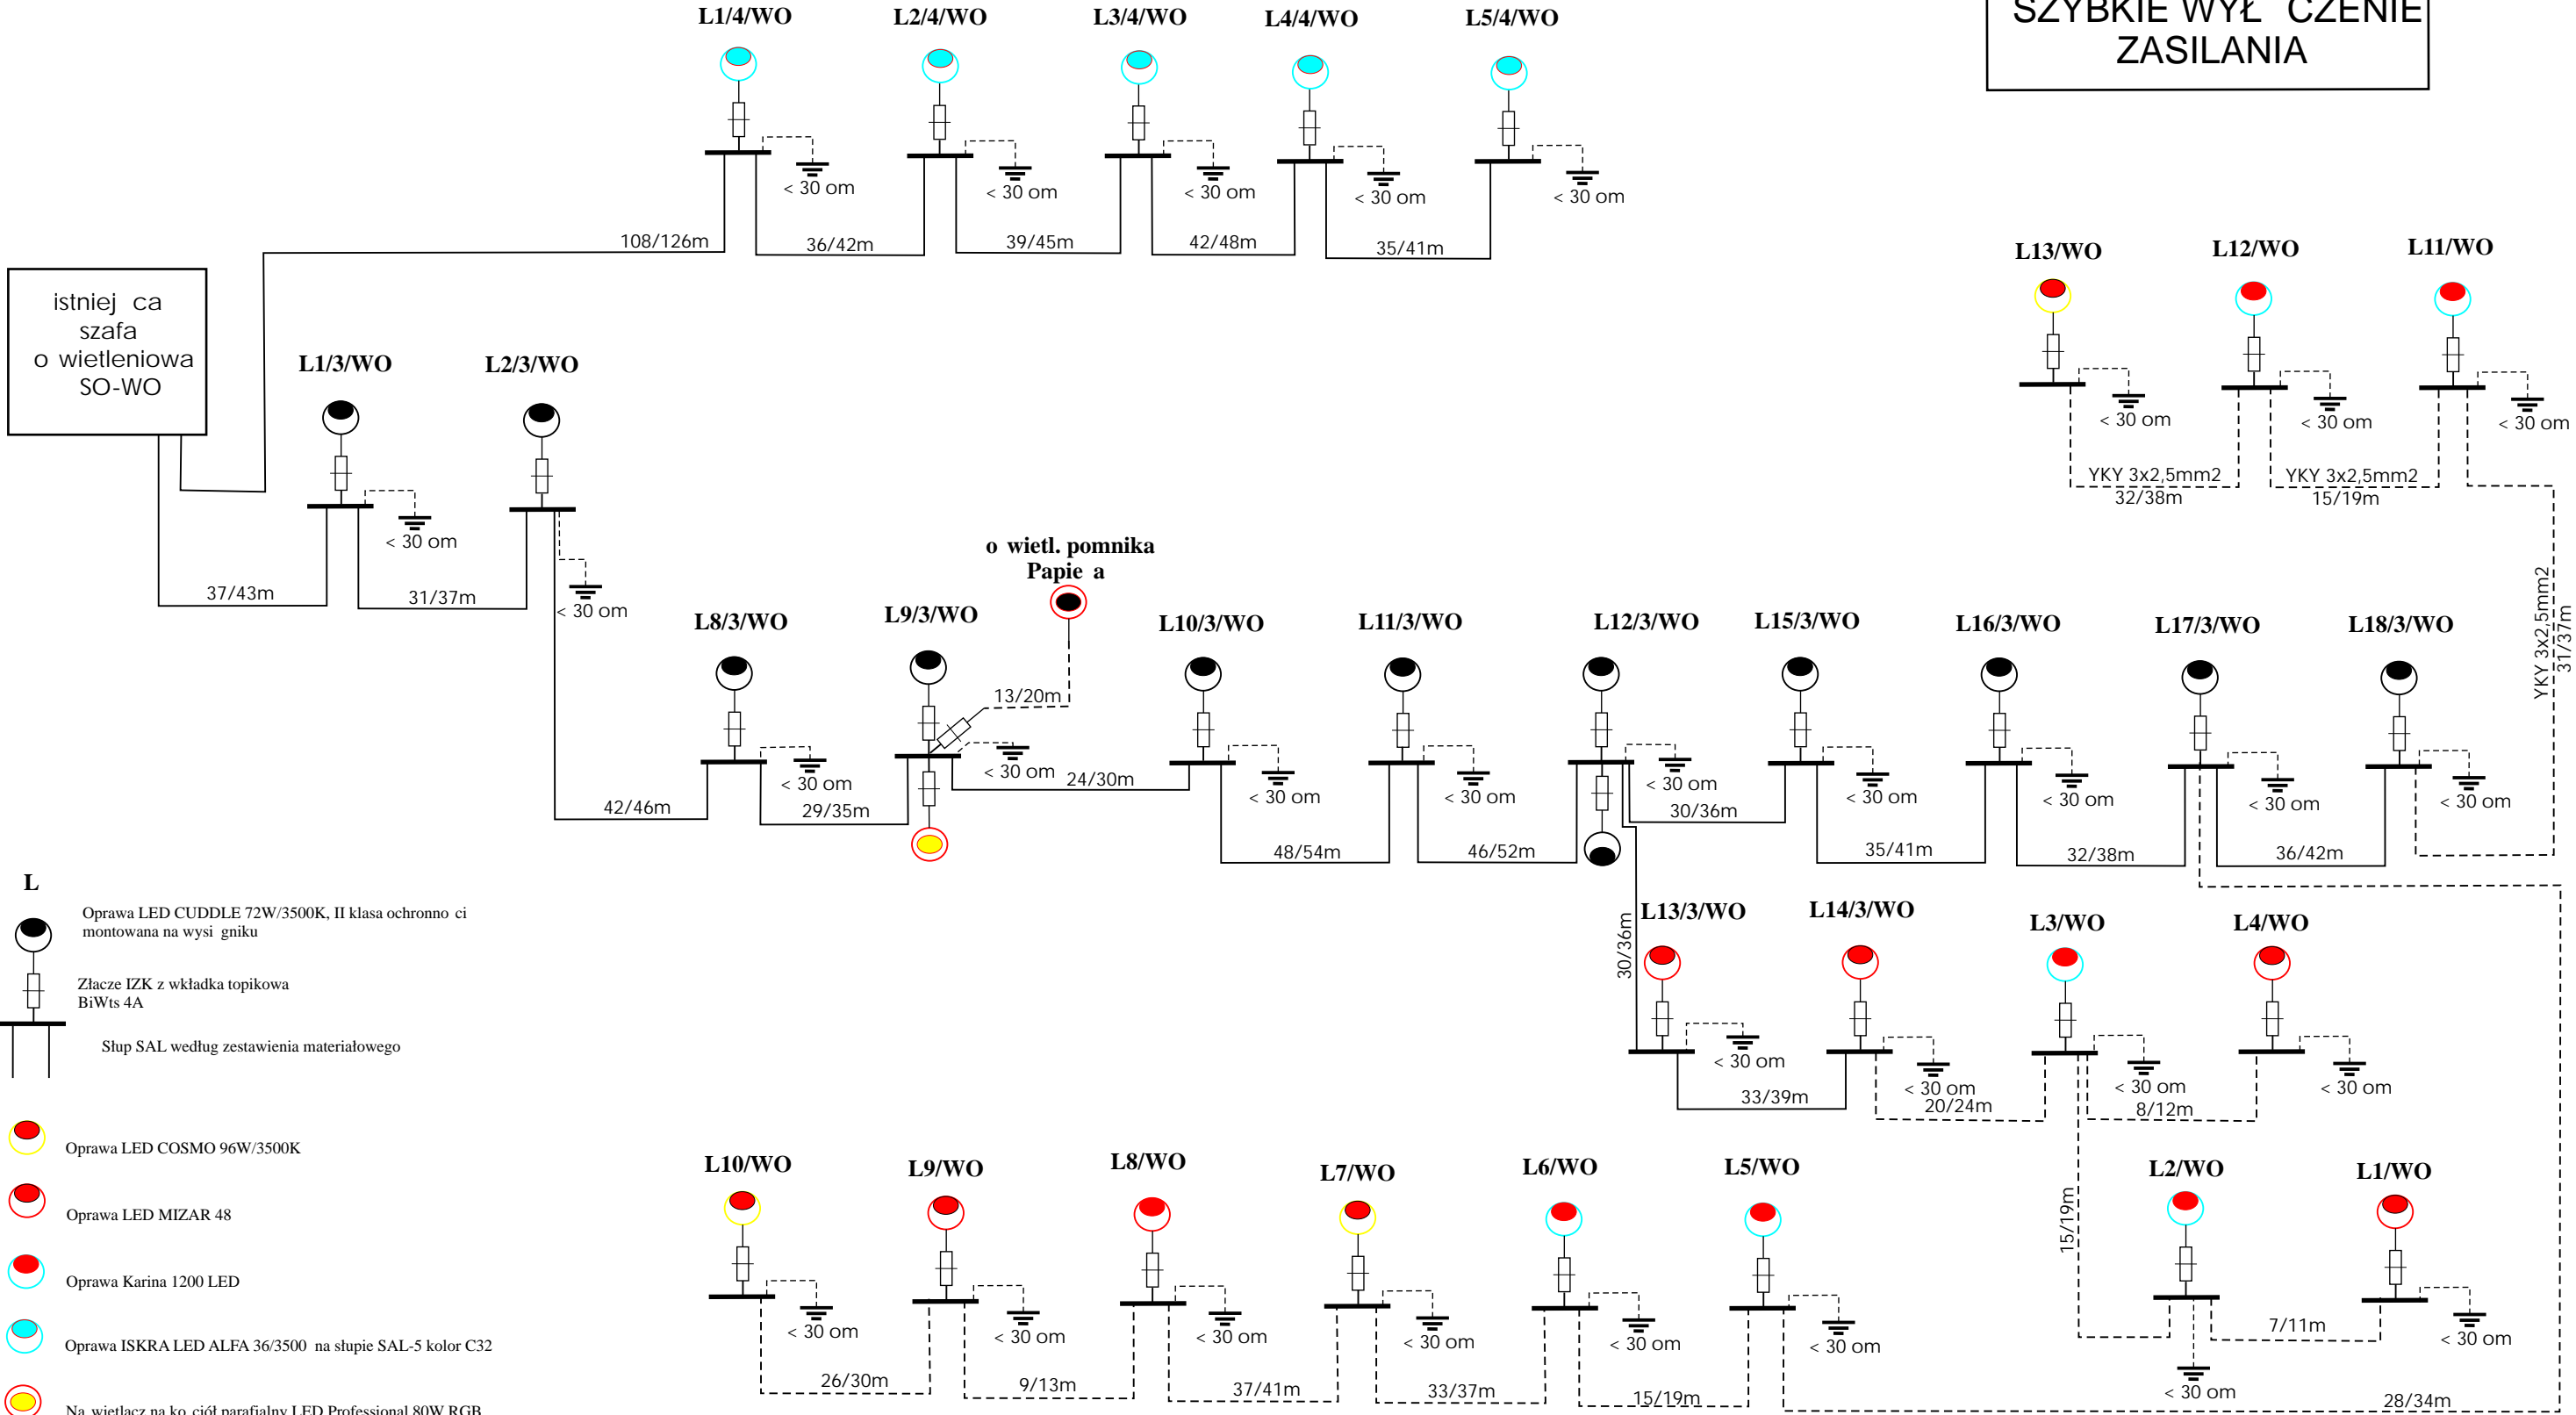 L1/4/WO
L2/4/WO
L3/4/WO
L4/4/WO
L5/4/WO
SZYBKIE WYŁ CZENIE
ZASILANIA
< 30 om
< 30 om
< 30 om
< 30 om
< 30 om
108/126m
36/42m
39/45m
42/48m
35/41m
L13/WO
L12/WO
L11/WO
istniej ca
szafa
o wietleniowa
SO-WO
L1/3/WO
L2/3/WO
< 30 om
< 30 om
< 30 om
YKY 3x2,5mm2
32/38m
YKY 3x2,5mm2
15/19m
< 30 om
< 30 om
37/43m
31/37m
o wietl. pomnika
Papie a
YKY 3x2,5mm2
31/37m
L8/3/WO
L9/3/WO
L10/3/WO
L11/3/WO
L12/3/WO
L15/3/WO
L16/3/WO
L17/3/WO
L18/3/WO
13/20m
< 30 om
< 30 om
24/30m
< 30 om
< 30 om
< 30 om
< 30 om
< 30 om
< 30 om
< 30 om
42/46m
29/35m
30/36m
48/54m
46/52m
35/41m
32/38m
36/42m
L
Oprawa LED CUDDLE 72W/3500K, II klasa ochronno ci
montowana na wysi gniku
Złacze IZK z wkładka topikowa
BiWts 4A
Słup SAL według zestawienia materiałowego
30/36m
L13/3/WO
L14/3/WO
L3/WO
L4/WO
< 30 om
< 30 om
< 30 om
< 30 om
33/39m
20/24m
8/12m
Oprawa LED COSMO 96W/3500K
Oprawa LED MIZAR 48
Oprawa Karina 1200 LED
Oprawa ISKRA LED ALFA 36/3500 na słupie SAL-5 kolor C32
Na wietlacz na ko ciół parafialny LED Professional 80W RGB
L10/WO
L9/WO
L8/WO
L7/WO
L6/WO
L5/WO
L2/WO
L1/WO
15/19m
< 30 om
< 30 om
< 30 om
< 30 om
< 30 om
< 30 om
7/11m
< 30 om
< 30 om
26/30m
9/13m
37/41m
33/37m
15/19m
28/34m